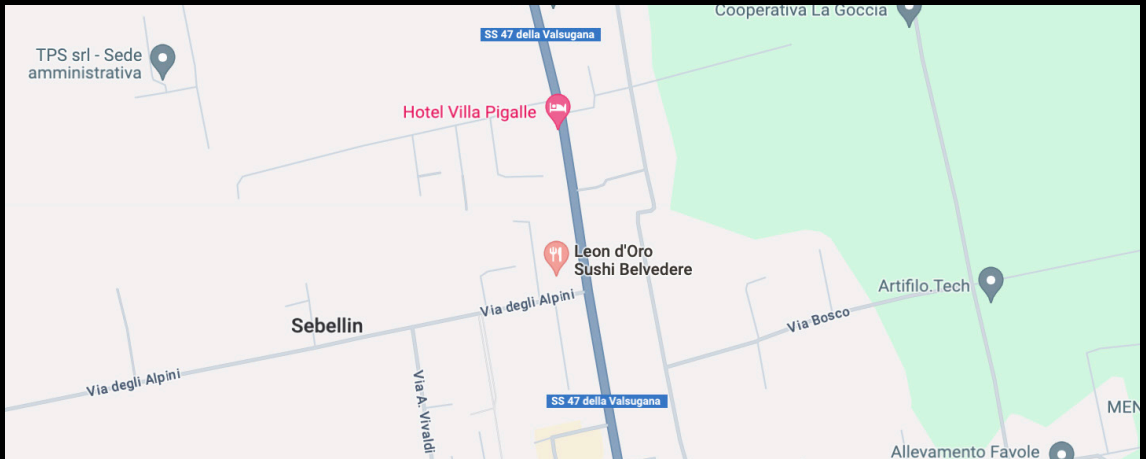 Cooperativa La Goccia
SS 47 della Valsugana
TPS srl - Sede
amministrativa
Hotel Villa Pigalle
Leon d'Oro
Sushi Belvedere
Artifilo.Tech
Via degli Alpini
Via Bosco
Sebellin
Via degli Alpini
Via A. Vivaldi
SS 47 della Valsugana
MEN
Allevamento Favole